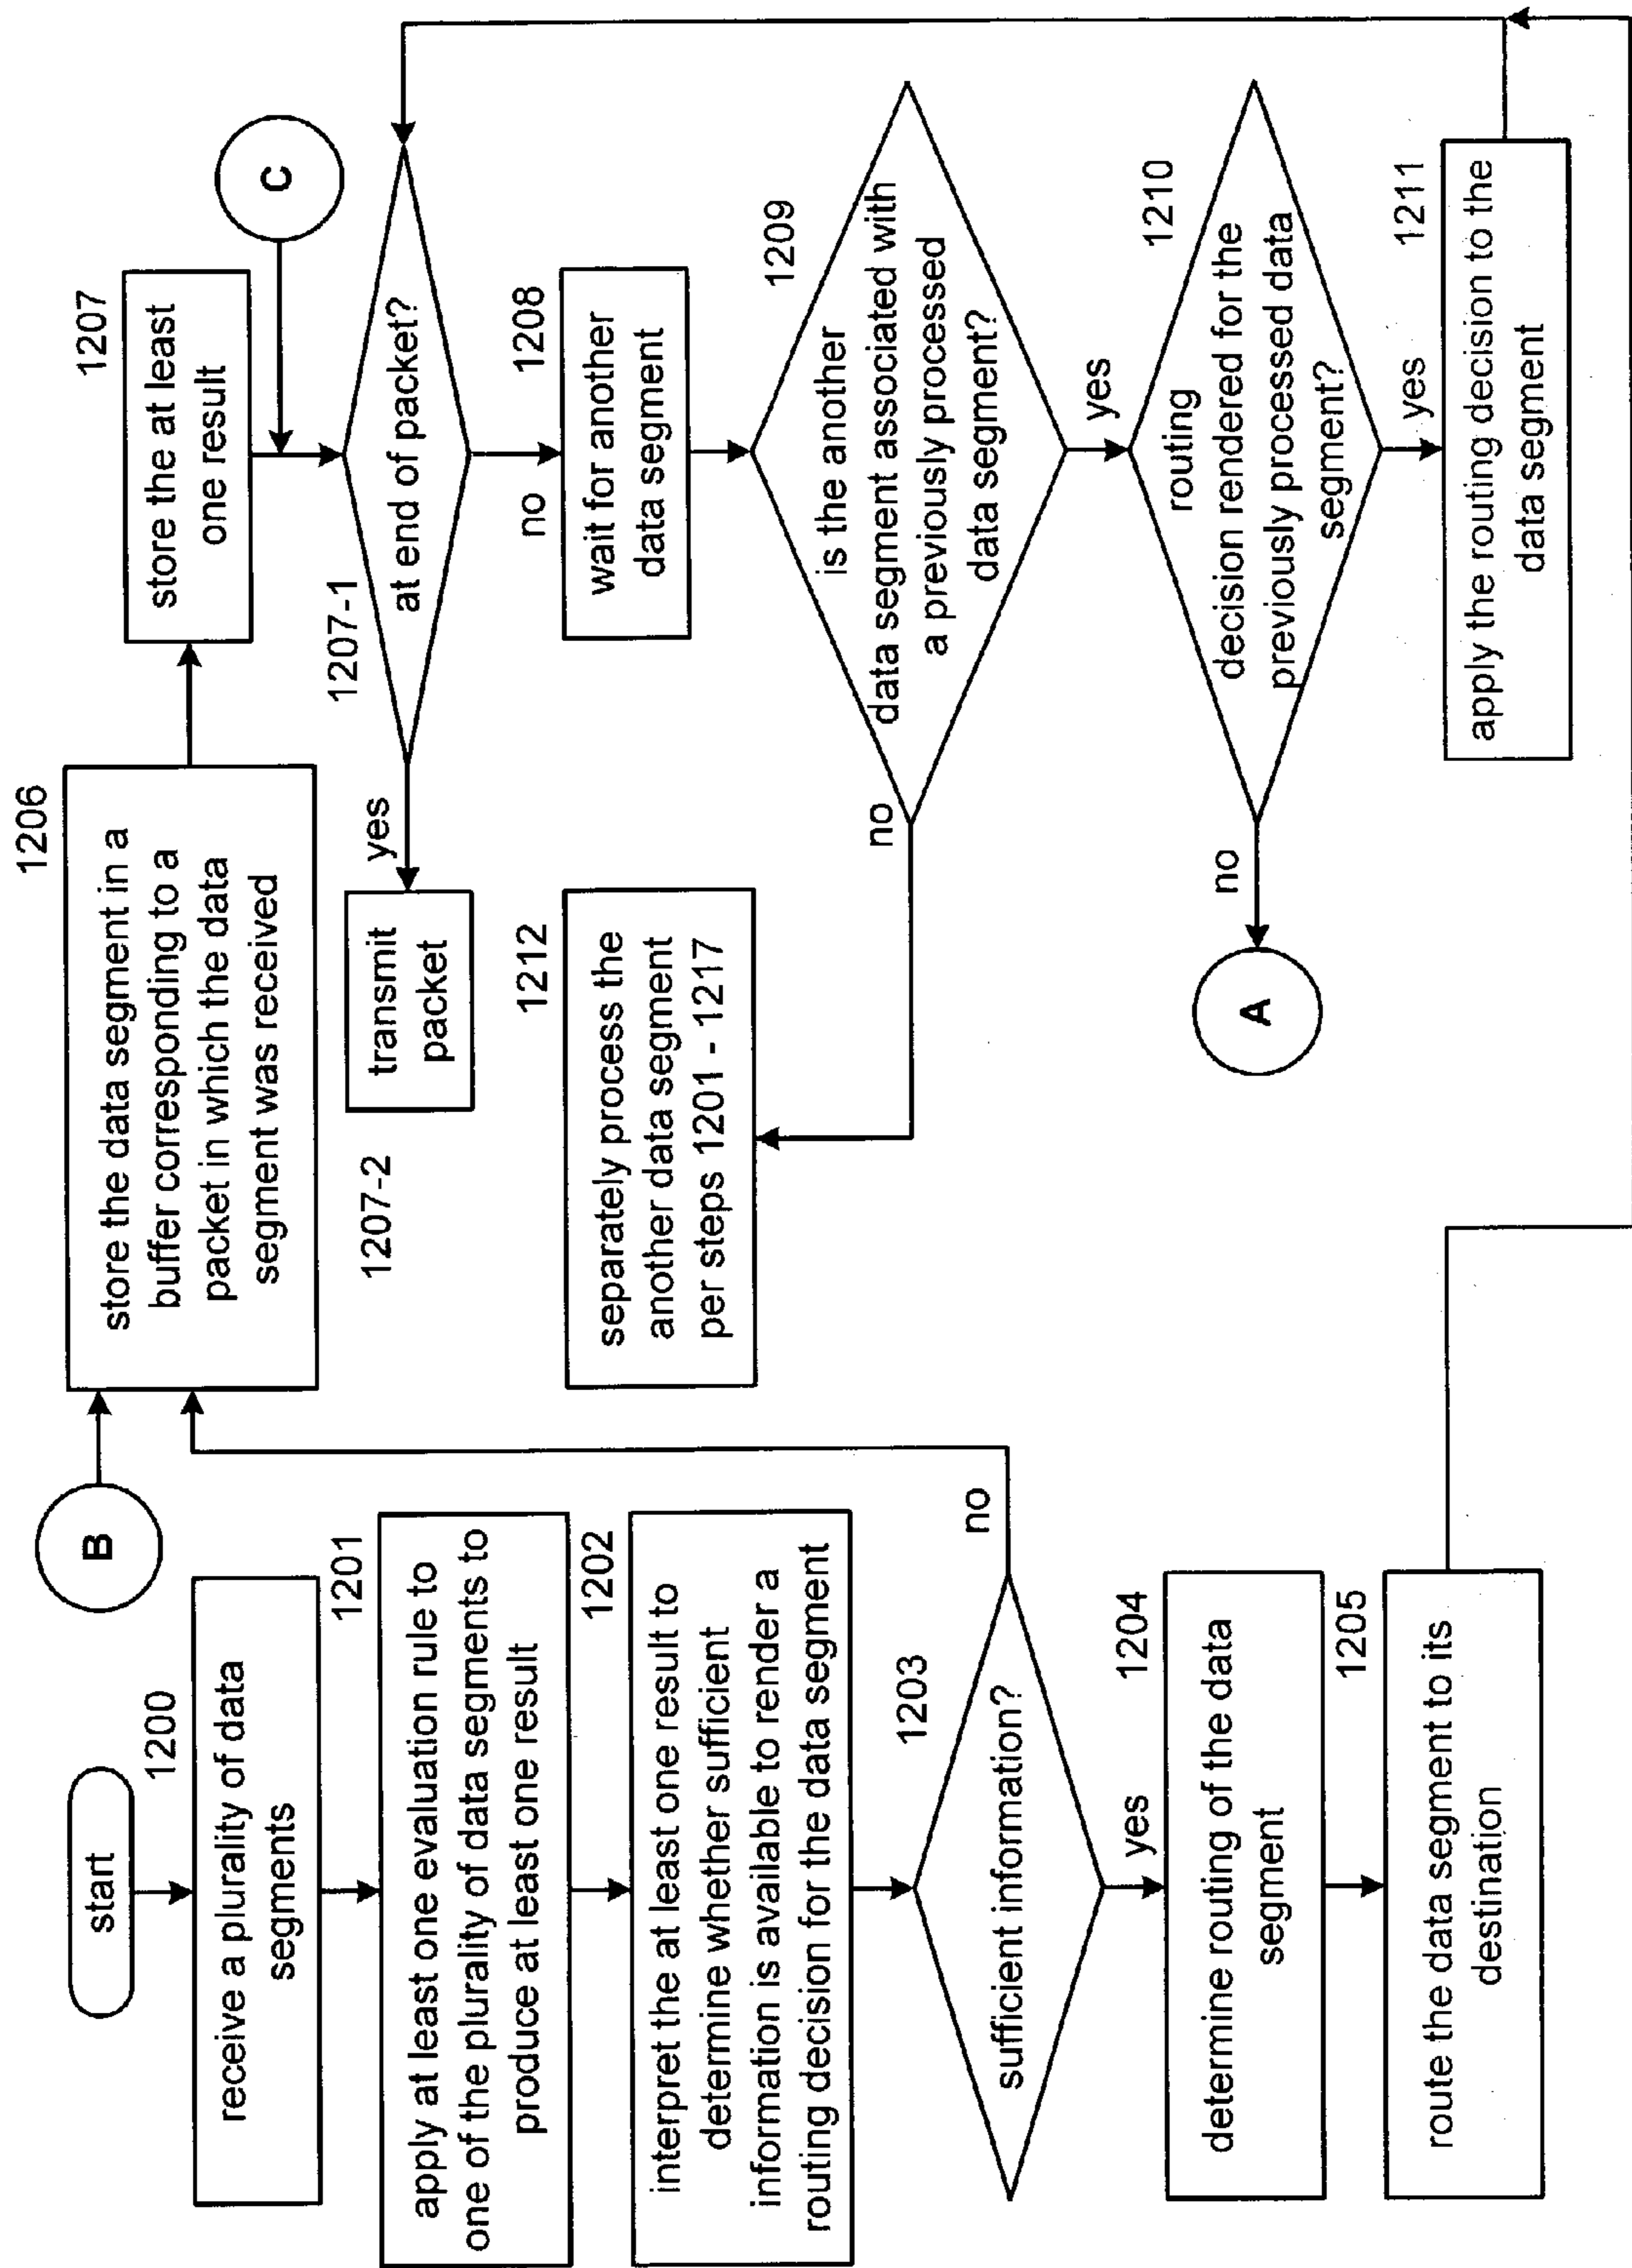 start
1200
receive a plurality of data
segments
1201
apply at least one evaluation rule to
one of the plurality of data segments to
produce at least one result
1202
interpret the at least one result to
determine whether sufficient
information is available to render a
routing decision for the data segment
1203
sufficient information?
no
yes
1204
determine routing of the data
segment
1205
route the data segment to its
destination
B
1206
store the data segment in a
buffer corresponding to a
packet in which the data
segment was received
1207
store the at least
one result
C
1207-1
at end of packet?
yes
transmit
packet
1207-2
no
1208
wait for another
data segment
1209
is the another
data segment associated with
a previously processed
data segment?
no
1212
separately process the
another data segment
per steps 1201 - 1217
yes
1210
routing
decision rendered for the
previously processed data
segment?
no
A
yes
1211
apply the routing decision to the
data segment